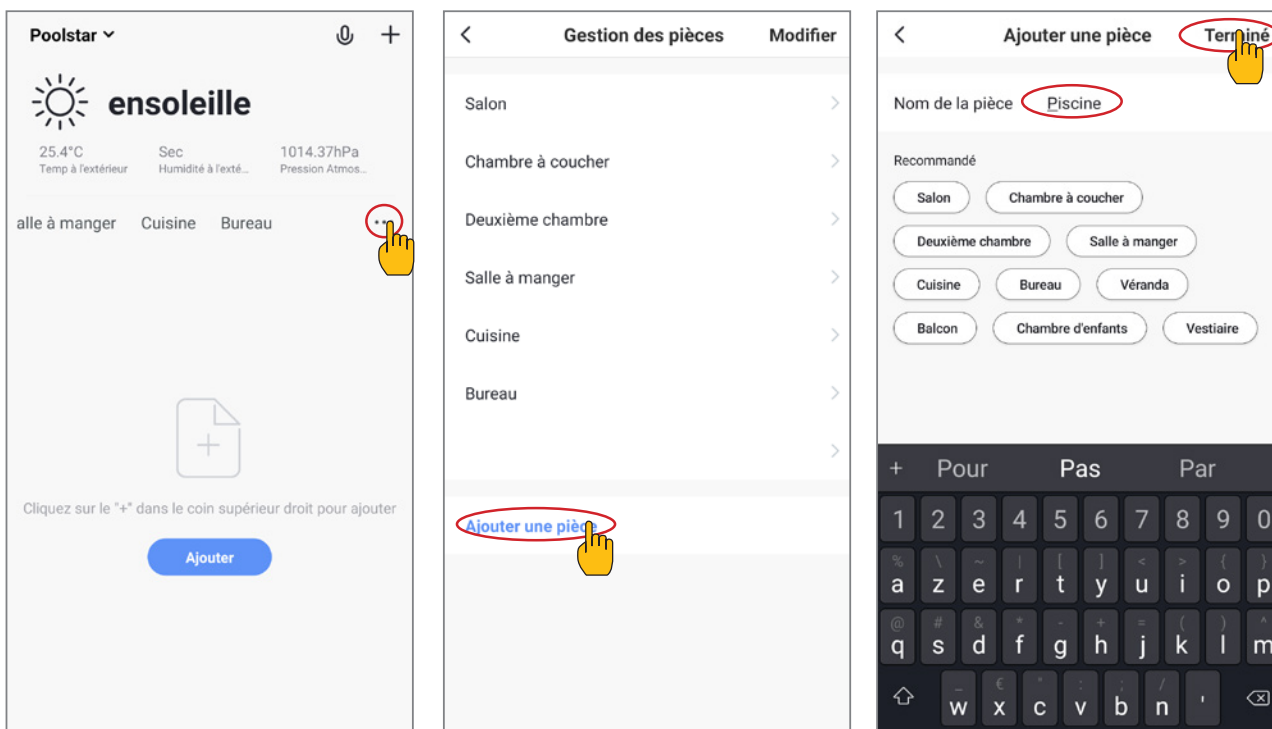 Poolstar
ensoleille
25.4°C Sec 1014.37hPa
Temp à l'extérieur Humidité à l'exté... Pression Atmos...
alle à manger Cuisine Bureau ...
Cliquez sur le "+" dans le coin supérieur droit pour ajouter
Ajouter
Gestion des pièces Modifier
Salon
Chambre à coucher
Deuxième chambre
Salle à manger
Cuisine
Bureau
Ajouter une pièce
Ajouter une pièce Terminé
Nom de la pièce Piscine
Recommandé
Salon Chambre à coucher
Deuxième chambre Salle à manger
Cuisine Bureau Véranda
Balcon Chambre d'enfants Vestiaire
+ Pour Pas Par
1 2 3 4 5 6 7 8 9 0
% \ ~ | [ ] < > { }
a z e r t y u i o p
@ # & * - + = ( ) ^
q s d f g h j k l m
_ € " : ; /
w x c v b n '